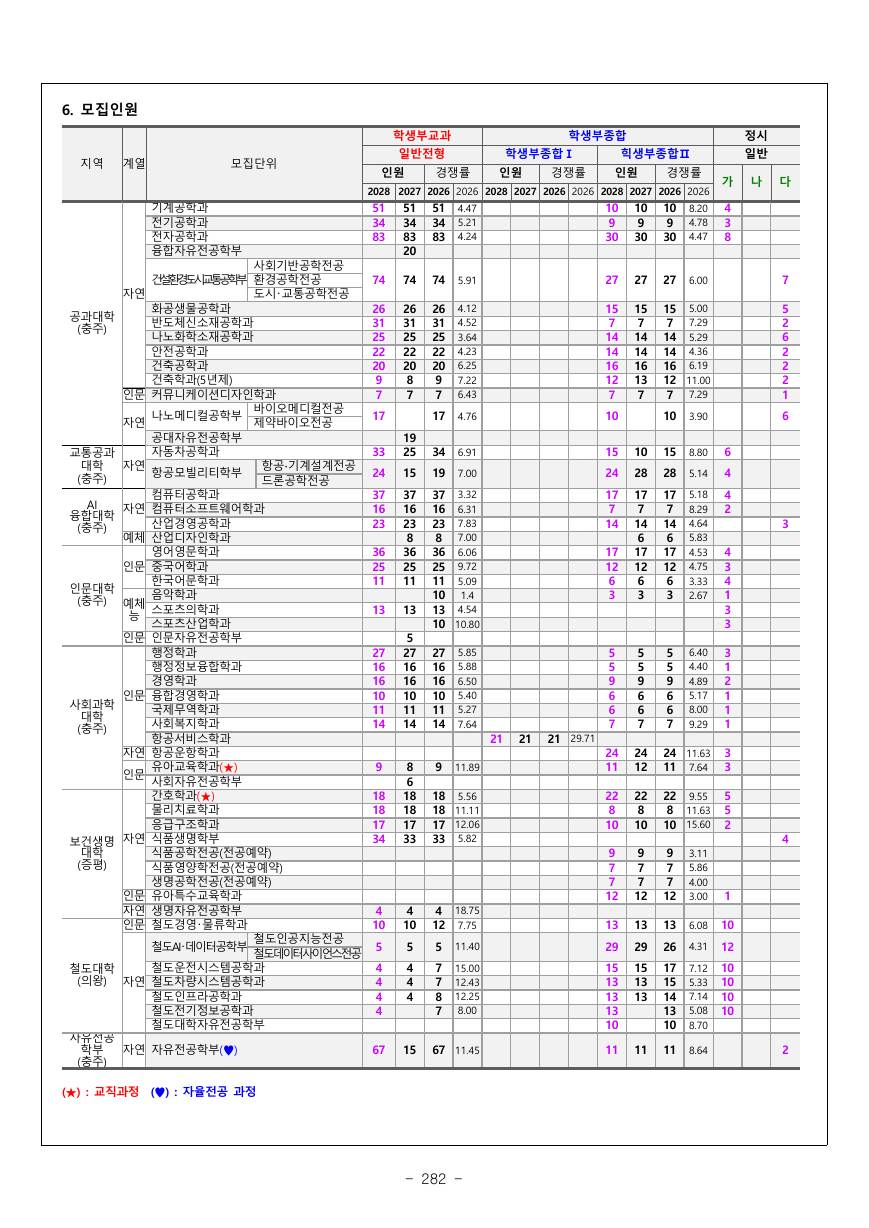 6. 모집인원
지역 계열 모집단위 학생부교과 학생부종합 정시
일반전형 학생부종합Ⅰ 학생부종합Ⅱ 일반
인원 경쟁률 인원 경쟁률 인원 경쟁률 가 나 다
2028 2027 2026 2026 2028 2027 2026 2026 2028 2027 2026 2026
공과대학 (충주) 자연 기계공학과 51 51 51 4.47 10 10 10 8.20 4
전기공학과 34 34 34 5.21 9 9 9 4.78 3
전자공학과 83 83 83 4.24 30 30 30 4.47 8
융합자유전공학부 20
건설환경도시교통공학부 사회기반공학전공 환경공학전공 도시·교통공학전공 74 74 74 5.91 27 27 27 6.00 7
화공생물공학과 26 26 26 4.12 15 15 15 5.00 5
반도체신소재공학과 31 31 31 4.52 7 7 7 7.29 2
나노화학소재공학과 25 25 25 3.64 14 14 14 5.29 6
안전공학과 22 22 22 4.23 14 14 14 4.36 2
건축공학과 20 20 20 6.25 16 16 16 6.19 2
건축학과(5년제) 9 8 9 7.22 12 13 12 11.00 2
인문 커뮤니케이션디자인학과 7 7 7 6.43 7 7 7 7.29 1
자연 나노메디컬공학부 바이오메디컬전공 제약바이오전공 17 17 4.76 10 10 3.90 6
공대자유전공학부 19
교통공과 대학 (충주) 자연 자동차공학과 33 25 34 6.91 15 10 15 8.80 6
항공모빌리티학부 항공·기계설계전공 드론공학전공 24 15 19 7.00 24 28 28 5.14 4
AI 융합대학 (충주) 자연 컴퓨터공학과 37 37 37 3.32 17 17 17 5.18 4
컴퓨터소프트웨어학과 16 16 16 6.31 7 7 7 8.29 2
산업경영공학과 23 23 23 7.83 14 14 14 4.64 3
예체 산업디자인학과 8 8 7.00 6 6 5.83
인문대학 (충주) 인문 영어영문학과 36 36 36 6.06 17 17 17 4.53 4
중국어학과 25 25 25 9.72 12 12 12 4.75 3
한국어문학과 11 11 11 5.09 6 6 6 3.33 4
예체능 음악학과 10 1.4 3 3 3 2.67 1
스포츠의학과 13 13 13 4.54 3
스포츠산업학과 10 10.80 3
인문 인문자유전공학부 5
사회과학 대학 (충주) 인문 행정학과 27 27 27 5.85 5 5 5 6.40 3
행정정보융합학과 16 16 16 5.88 5 5 5 4.40 1
경영학과 16 16 16 6.50 9 9 9 4.89 2
융합경영학과 10 10 10 5.40 6 6 6 5.17 1
국제무역학과 11 11 11 5.27 6 6 6 8.00 1
사회복지학과 14 14 14 7.64 7 7 7 9.29 1
항공서비스학과 21 21 21 29.71
자연 항공운항학과 24 24 24 11.63 3
인문 유아교육학과(★) 9 8 9 11.89 11 12 11 7.64 3
사회자유전공학부 6
보건생명 대학 (증평) 자연 간호학과(★) 18 18 18 5.56 22 22 22 9.55 5
물리치료학과 18 18 18 11.11 8 8 8 11.63 5
응급구조학과 17 17 17 12.06 10 10 10 15.60 2
식품생명학부 34 33 33 5.82 4
식품공학전공(전공예약) 9 9 9 3.11
식품영양학전공(전공예약) 7 7 7 5.86
생명공학전공(전공예약) 7 7 7 4.00
인문 유아특수교육학과 12 12 12 3.00 1
자연 생명자유전공학부 4 4 4 18.75
철도대학 (의왕) 인문 철도경영·물류학과 10 10 12 7.75 13 13 13 6.08 10
자연 철도AI·데이터공학부 철도인공지능전공 철도데이터사이언스전공 5 5 5 11.40 29 29 26 4.31 12
철도운전시스템공학과 4 4 7 15.00 15 15 17 7.12 10
철도차량시스템공학과 4 4 7 12.43 13 13 15 5.33 10
철도인프라공학과 4 4 8 12.25 13 13 14 7.14 10
철도전기정보공학과 4 7 8.00 13 13 5.08 10
철도대학자유전공학부 10 10 8.70
자유전공 학부 (충주) 자연 자유전공학부(♥) 67 15 67 11.45 11 11 11 8.64 2
(★) : 교직과정 (♥) : 자율전공 과정
- 282 -